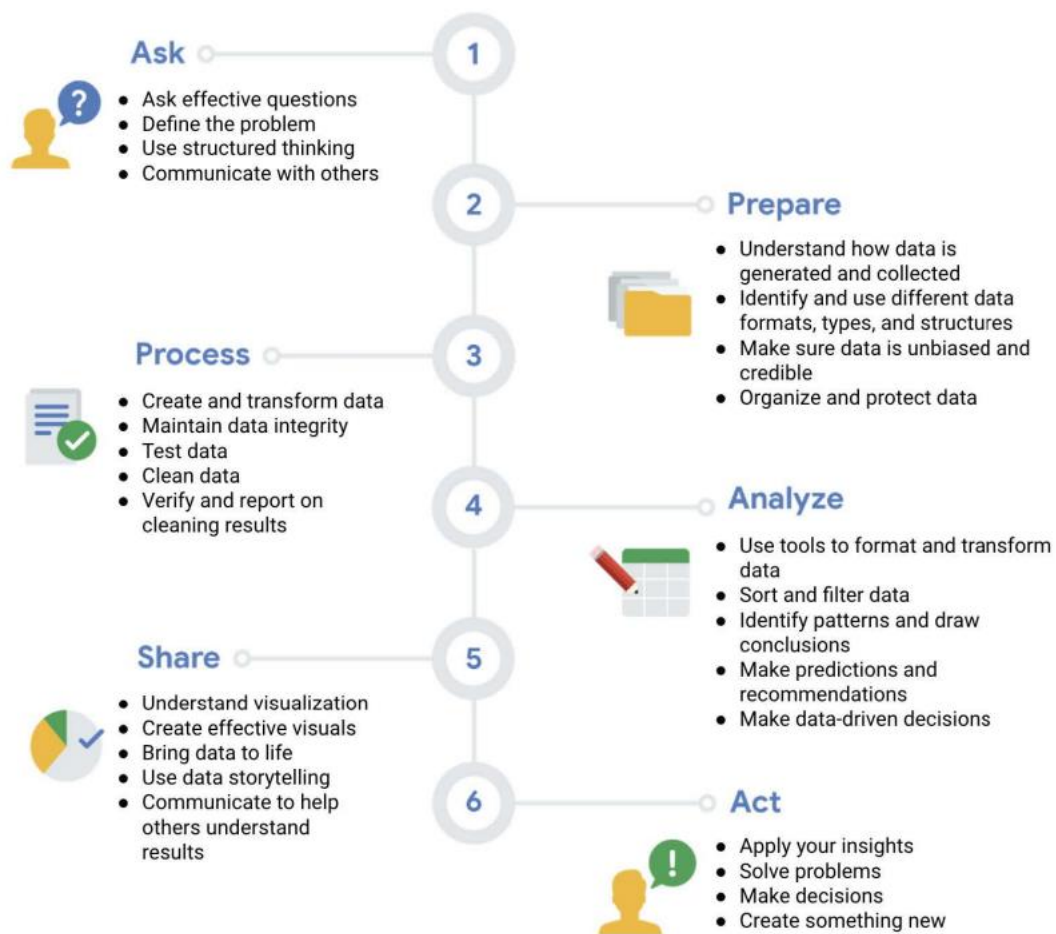 1
Ask
?
● Ask effective questions
● Define the problem
● Use structured thinking
● Communicate with others
2
Prepare
● Understand how data is
generated and collected
● Identify and use different data
formats, types, and structures
● Make sure data is unbiased and
credible
● Organize and protect data
3
Process
● Create and transform data
● Maintain data integrity
● Test data
● Clean data
● Verify and report on
cleaning results
4
Analyze
● Use tools to format and transform
data
● Sort and filter data
● Identify patterns and draw
conclusions
● Make predictions and
recommendations
● Make data-driven decisions
5
Share
● Understand visualization
● Create effective visuals
● Bring data to life
● Use data storytelling
● Communicate to help
others understand
results
6
Act
!
● Apply your insights
● Solve problems
● Make decisions
● Create something new